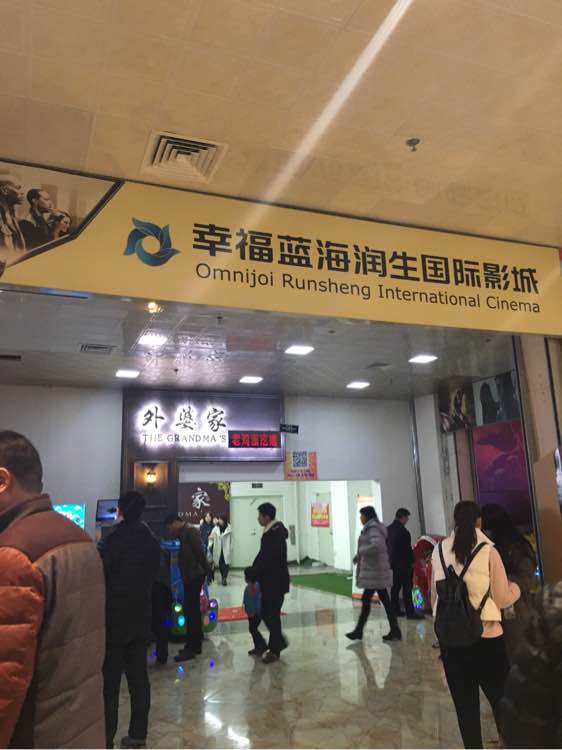 幸福蓝海润生国际影城
Omnijoi Runsheng International Cinema
外婆家
THE GRANDMA'S
家